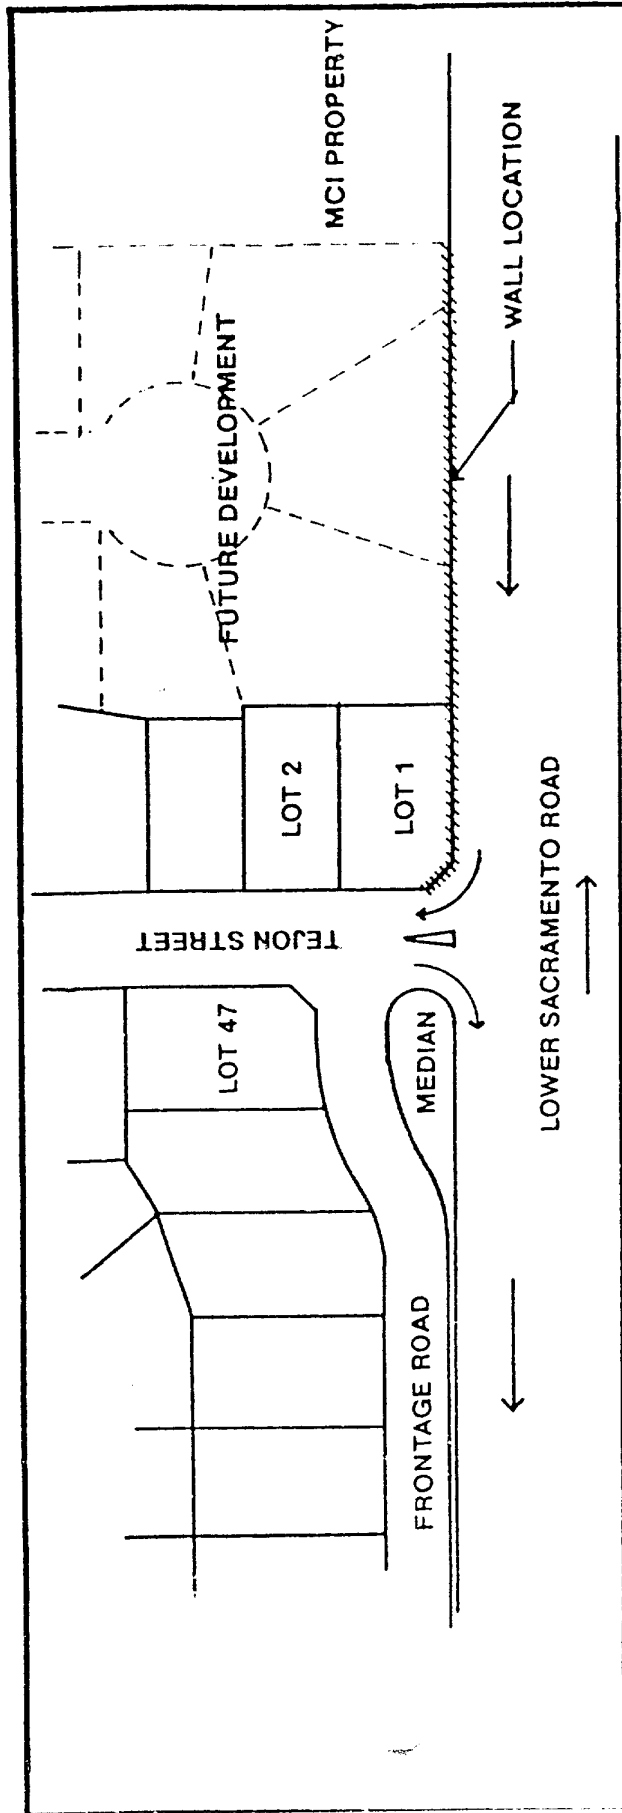 MCI PROPERTY
WALL LOCATION
FUTURE DEVELOPMENT
LOT 2
LOT 1
TEJON STREET
LOT 47
MEDIAN
LOWER SACRAMENTO ROAD
FRONTAGE ROAD